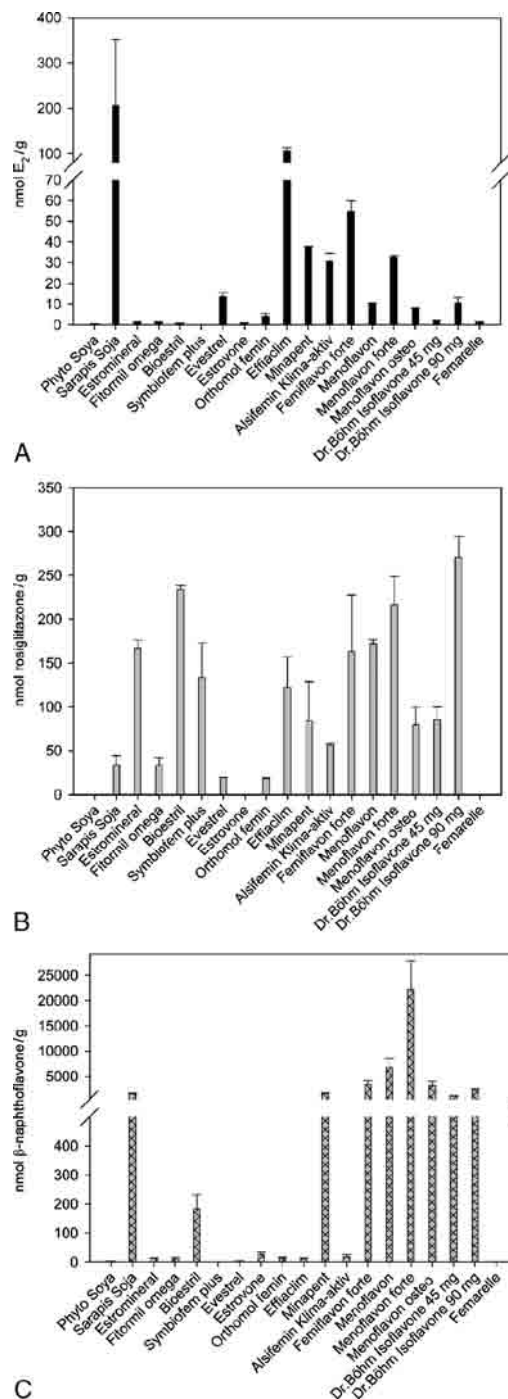 400
300
200
100
70
60
50
40
30
20
10
0
nmol E2/g
Phyto Soya
Sarapis Soja
Estromineral
Fitormil omega
Bioestril
Symbiofem plus
Evestrel
Estrovone
Orthomol femin
Effiaclim
Minapent
Alsifemin Klima-aktiv
Femiflavon forte
Menoflavon
Menoflavon forte
Menoflavon osteo
Dr.Böhm Isoflavone 45 mg
Dr.Böhm Isoflavone 90 mg
Femarelle
A
350
300
250
200
150
100
50
0
nmol rosiglitazone/g
Phyto Soya
Sarapis Soja
Estromineral
Fitormil omega
Bioestril
Symbiofem plus
Evestrel
Estrovone
Orthomol femin
Effiaclim
Minapent
Alsifemin Klima-aktiv
Femiflavon forte
Menoflavon
Menoflavon forte
Menoflavon osteo
Dr.Böhm Isoflavone 45 mg
Dr.Böhm Isoflavone 90 mg
Femarelle
B
25000
20000
15000
10000
5000
400
300
200
100
0
nmol β-naphthoflavone/g
Phyto Soya
Sarapis Soja
Estromineral
Fitormil omega
Bioestril
Symbiofem plus
Evestrel
Estrovone
Orthomol femin
Effiaclim
Minapent
Alsifemin Klima-aktiv
Femiflavon forte
Menoflavon
Menoflavon forte
Menoflavon osteo
Dr.Böhm Isoflavone 45 mg
Dr.Böhm Isoflavone 90 mg
Femarelle
C